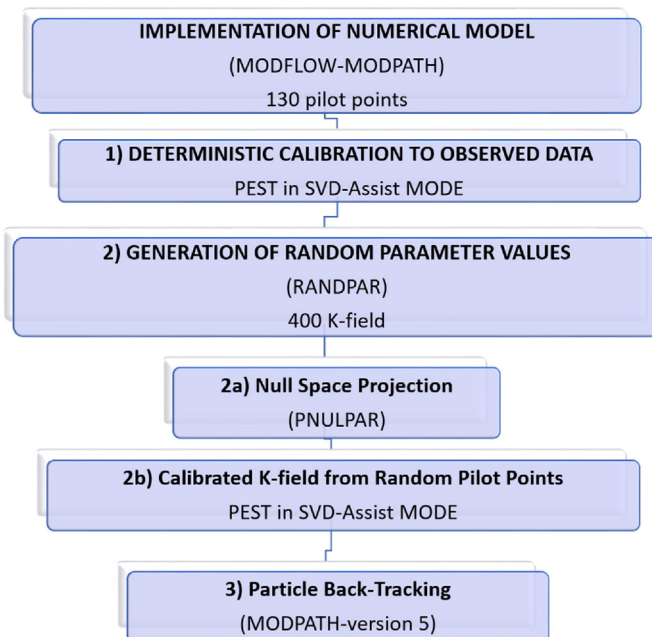 IMPLEMENTATION OF NUMERICAL MODEL
(MODFLOW-MODPATH)
130 pilot points
1) DETERMINISTIC CALIBRATION TO OBSERVED DATA
PEST in SVD-Assist MODE
2) GENERATION OF RANDOM PARAMETER VALUES
(RANDPAR)
400 K-field
2a) Null Space Projection
(PNULPAR)
2b) Calibrated K-field from Random Pilot Points
PEST in SVD-Assist MODE
3) Particle Back-Tracking
(MODPATH-version 5)